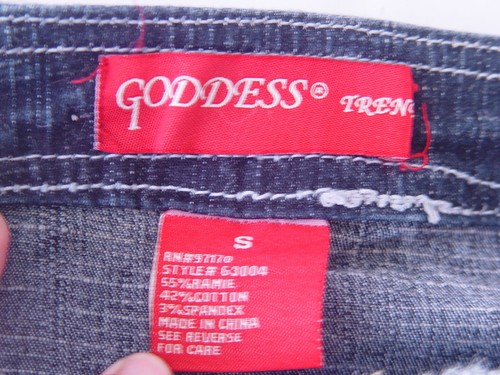 GODDESS® TREN
S
RN#97170
STYLE# 63004
55%RAMIE
42%COTTON
3%SPANDEX
MADE IN CHINA
SEE REVERSE
FOR CARE